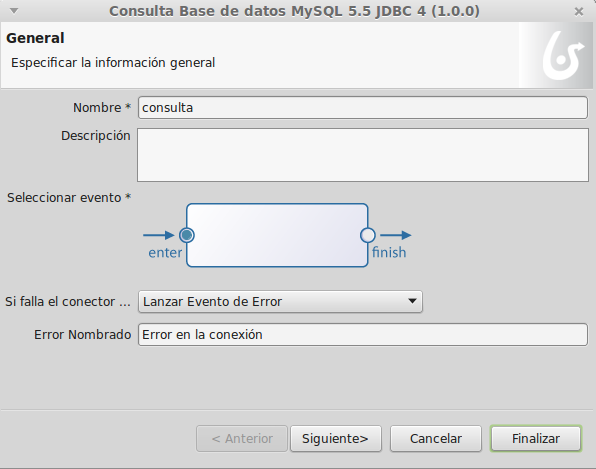 Consulta Base de datos MySQL 5.5 JDBC 4 (1.0.0)
General
Especificar la información general
Nombre * consulta
Descripción
Seleccionar evento *
enter finish
Si falla el conector ... Lanzar Evento de Error
Error Nombrado Error en la conexión
< Anterior Siguiente> Cancelar Finalizar